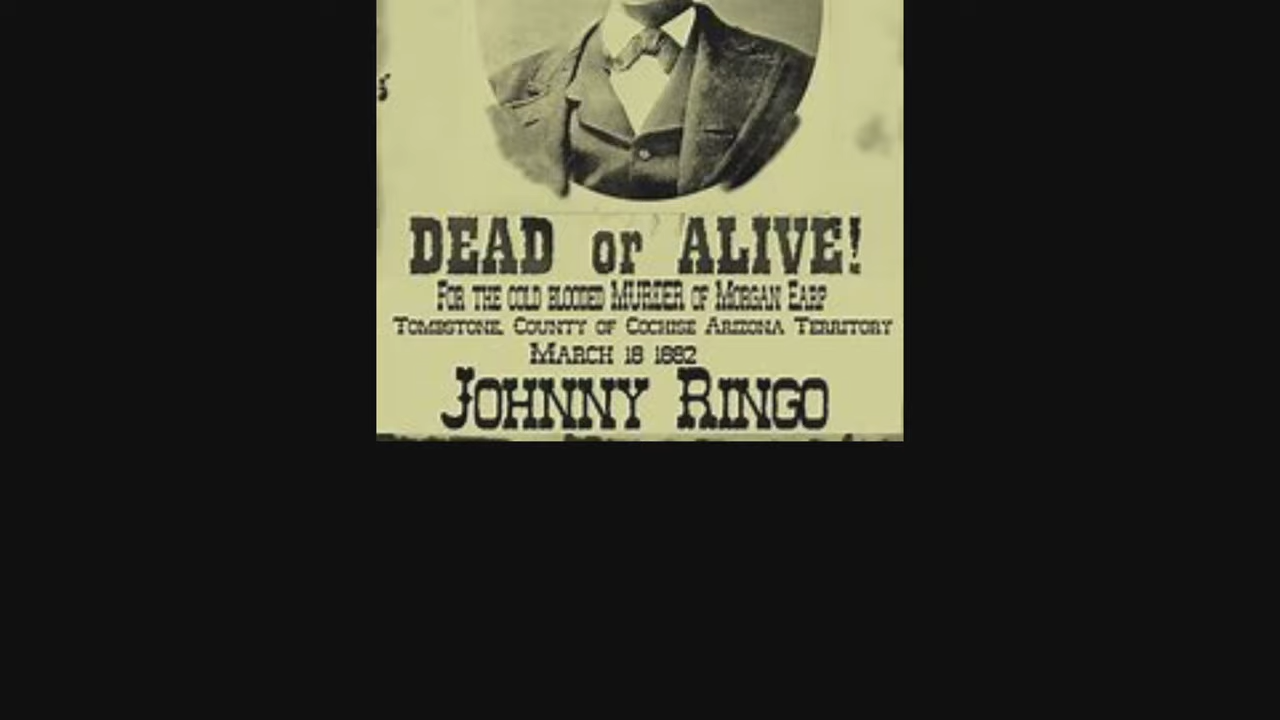 DEAD or ALIVE!
FOR THE COLD BLOODED MURDER OF MORGAN EARP
TOMBSTONE, COUNTY OF COCHISE ARIZONA TERRITORY
MARCH 18 1882
JOHNNY RINGO